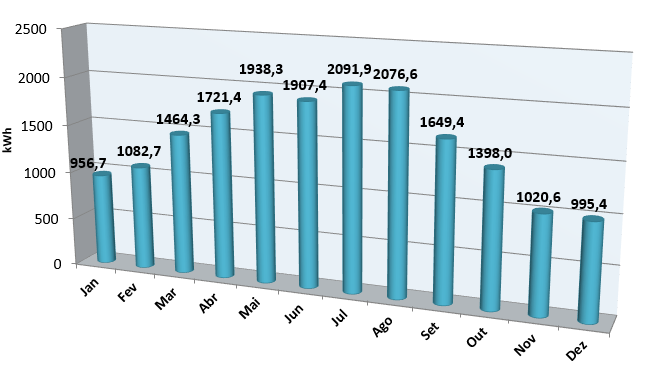 2500
2000
1500
1000
500
0
kWh
956,7
1082,7
1464,3
1721,4
1938,3
1907,4
2091,9
2076,6
1649,4
1398,0
1020,6
995,4
Jan
Fev
Mar
Abr
Mai
Jun
Jul
Ago
Set
Out
Nov
Dez